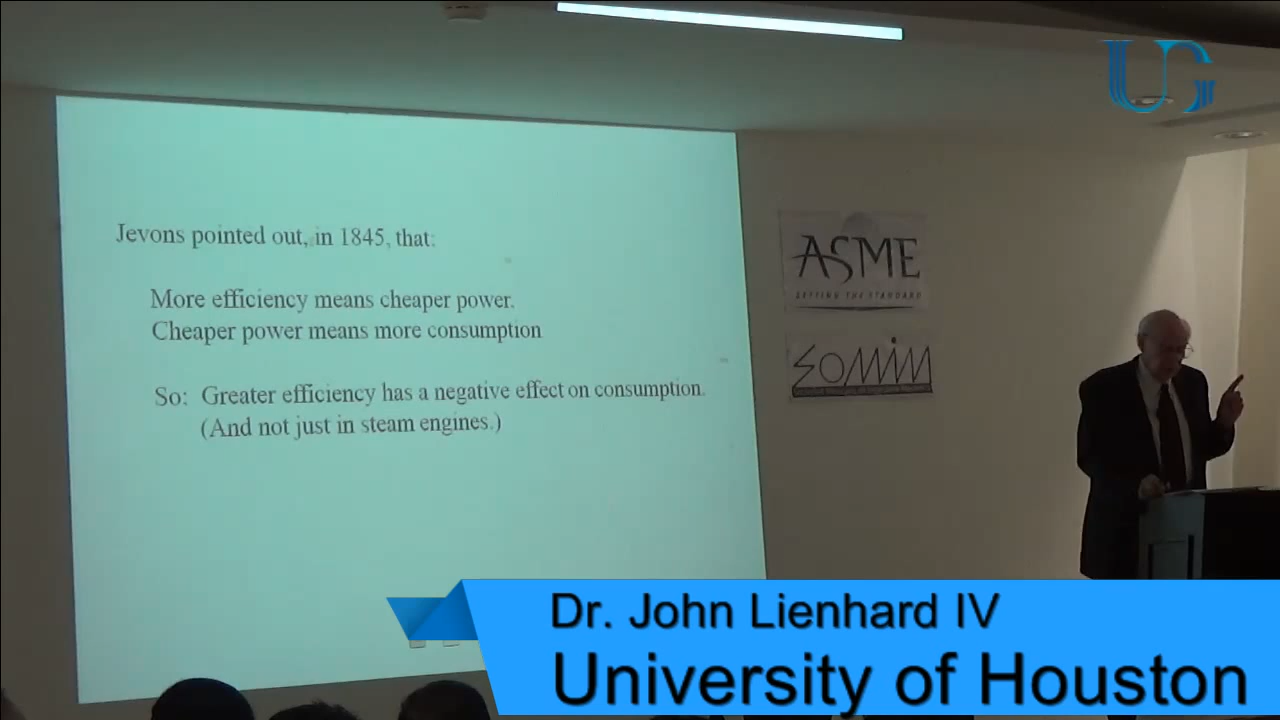 Jevons pointed out, in 1845, that:
More efficiency means cheaper power.
Cheaper power means more consumption
So: Greater efficiency has a negative effect on consumption.
(And not just in steam engines.)
ASME
SETTING THE STANDARD
SOMIM
Dr. John Lienhard IV
University of Houston